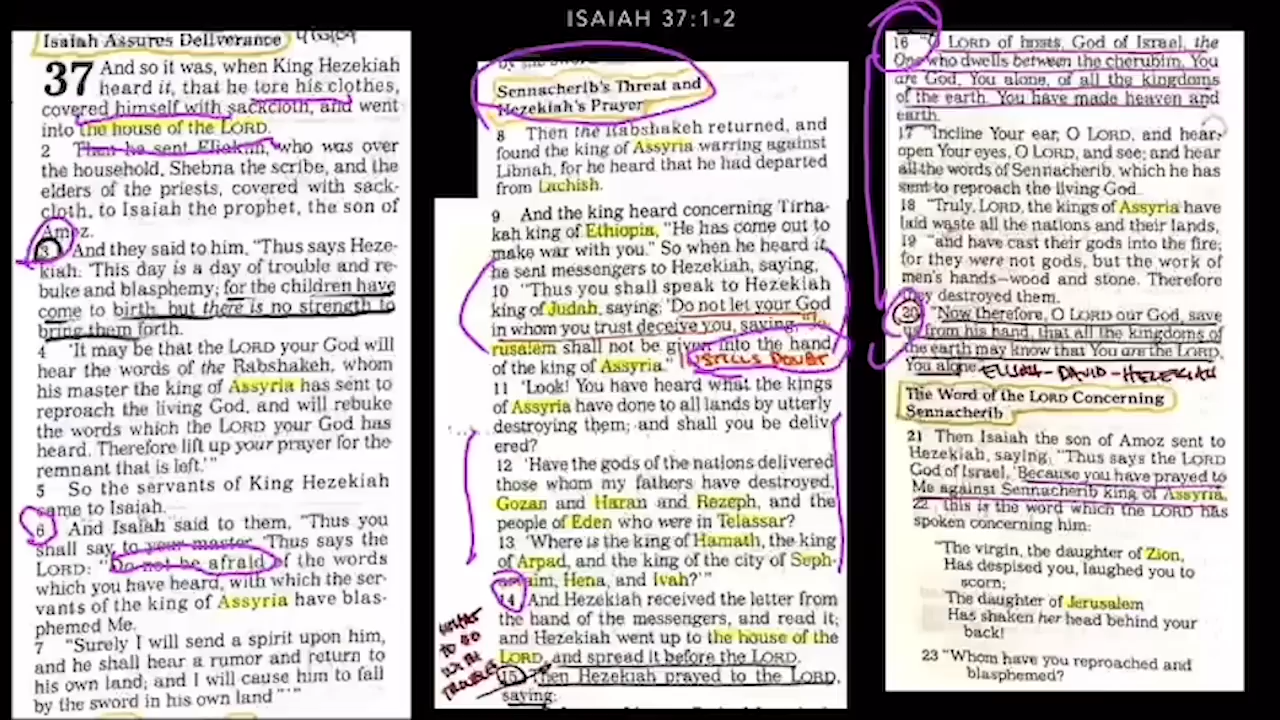 ISAIAH 37:1-2
Isaiah Assures Deliverance
37 And so it was, when King Hezekiah
heard it, that he tore his clothes,
covered himself with sackcloth, and went
into the house of the LORD.
2 Then he sent Eliakim, who was over
the household, Shebna the scribe, and the
elders of the priests, covered with sack-
cloth, to Isaiah the prophet, the son of
Amoz.
3 And they said to him, "Thus says Heze-
kiah: 'This day is a day of trouble and re-
buke and blasphemy; for the children have
come to birth, but there is no strength to
bring them forth.
4 'It may be that the LORD your God will
hear the words of the Rabshakeh, whom
his master the king of Assyria has sent to
reproach the living God, and will rebuke
the words which the LORD your God has
heard. Therefore lift up your prayer for the
remnant that is left.'"
5 So the servants of King Hezekiah
came to Isaiah.
6 And Isaiah said to them, "Thus you
shall say to your master, 'Thus says the
LORD: "Do not be afraid of the words
which you have heard, with which the ser-
vants of the king of Assyria have blas-
phemed Me.
7 "Surely I will send a spirit upon him,
and he shall hear a rumor and return to
his own land; and I will cause him to fall
by the sword in his own land"'"
Sennacherib's Threat and
Hezekiah's Prayer
8 Then the Rabshakeh returned, and
found the king of Assyria warring against
Libnah, for he heard that he had departed
from Lachish.
9 And the king heard concerning Tirha-
kah king of Ethiopia, "He has come out to
make war with you." So when he heard it,
he sent messengers to Hezekiah, saying,
10 "Thus you shall speak to Hezekiah
king of Judah, saying: 'Do not let your God
in whom you trust deceive you, saying, "Je-
rusalem shall not be given into the hand
of the king of Assyria." INSTILLS DOUBT
11 'Look! You have heard what the kings
of Assyria have done to all lands by utterly
destroying them; and shall you be deliv-
ered?
12 'Have the gods of the nations delivered
those whom my fathers have destroyed,
Gozan and Haran and Rezeph, and the
people of Eden who were in Telassar?
13 'Where is the king of Hamath, the king
of Arpad, and the king of the city of Seph-
arvaim, Hena, and Ivah?'"
14 And Hezekiah received the letter from
the hand of the messengers, and read it;
and Hezekiah went up to the house of the
LORD, and spread it before the LORD.
15 Then Hezekiah prayed to the LORD,
saying:
WHAT
TO DO
WITH
TROUBLE
16 "O LORD of hosts, God of Israel, the
One who dwells between the cherubim, You
are God, You alone, of all the kingdoms
of the earth. You have made heaven and
earth.
17 "Incline Your ear, O LORD, and hear;
open Your eyes, O LORD, and see; and hear
all the words of Sennacherib, which he has
sent to reproach the living God.
18 "Truly, LORD, the kings of Assyria have
laid waste all the nations and their lands,
19 "and have cast their gods into the fire;
for they were not gods, but the work of
men's hands—wood and stone. Therefore
they destroyed them.
20 "Now therefore, O LORD our God, save
us from his hand, that all the kingdoms of
the earth may know that You are the LORD,
You alone. ELIJAH-DAVID-HEZEKIAH
The Word of the LORD Concerning
Sennacherib
21 Then Isaiah the son of Amoz sent to
Hezekiah, saying, "Thus says the LORD
God of Israel, 'Because you have prayed to
Me against Sennacherib king of Assyria,
22 'this is the word which the LORD has
spoken concerning him:
"The virgin, the daughter of Zion,
Has despised you, laughed you to
scorn;
The daughter of Jerusalem
Has shaken her head behind your
back!
23 "Whom have you reproached and
blasphemed?